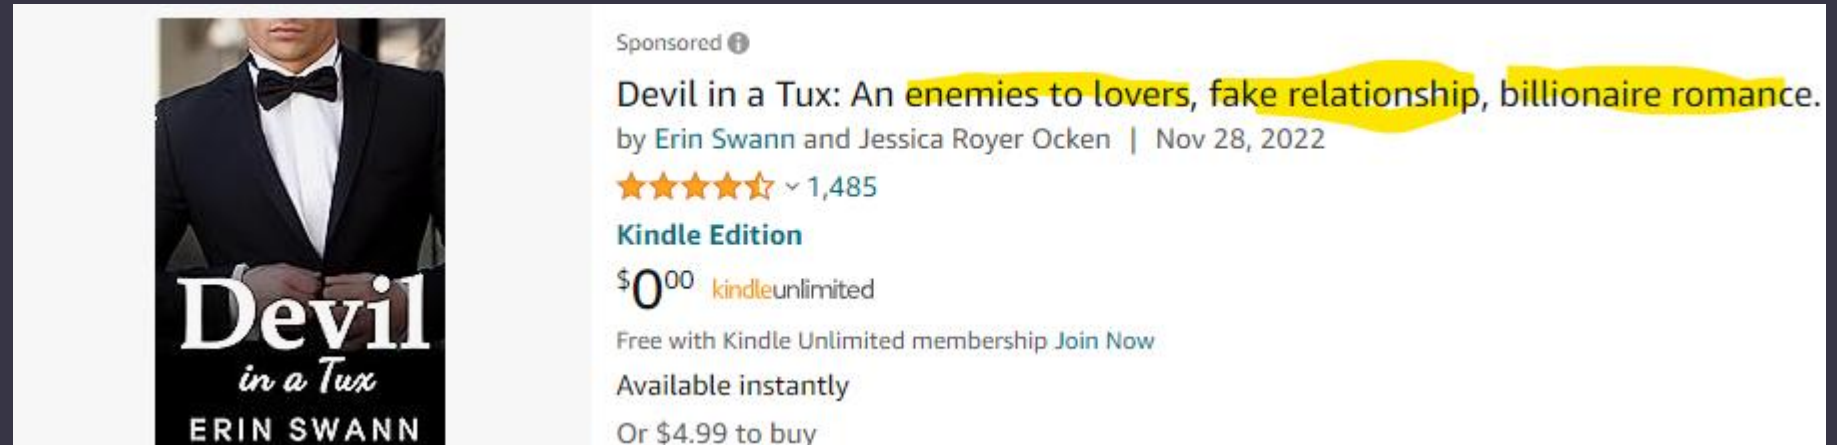 Devil
in a Tux
ERIN SWANN
Sponsored
Devil in a Tux: An enemies to lovers, fake relationship, billionaire romance.
by Erin Swann and Jessica Royer Ocken | Nov 28, 2022
1,485
Kindle Edition
$000 kindleunlimited
Free with Kindle Unlimited membership Join Now
Available instantly
Or $4.99 to buy